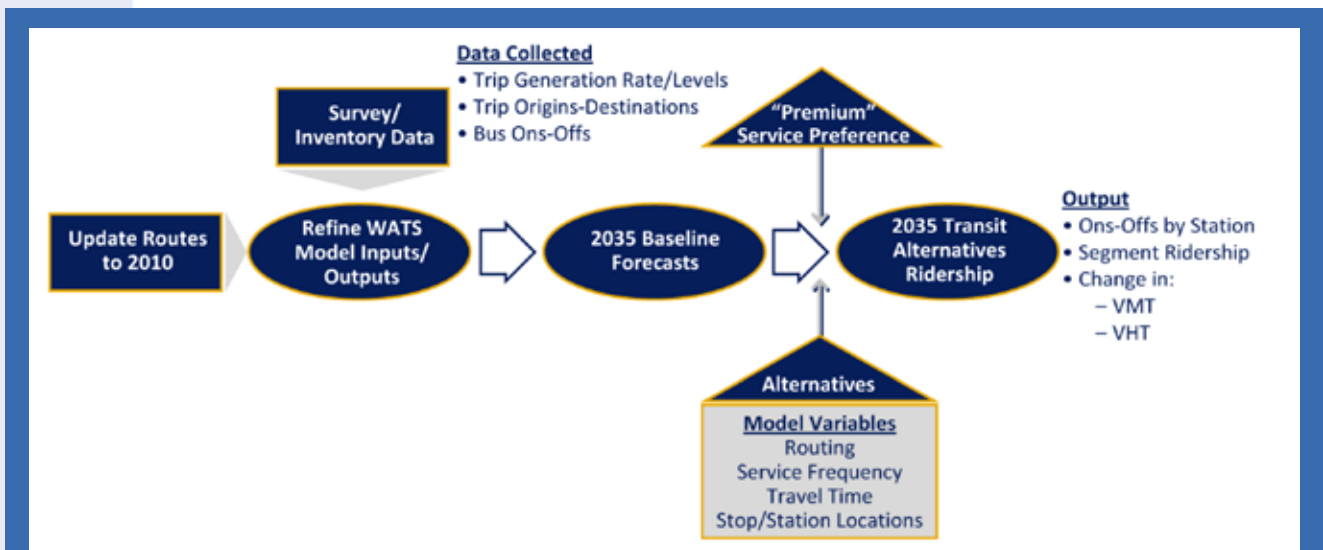 Data Collected
• Trip Generation Rate/Levels
• Trip Origins-Destinations
• Bus Ons-Offs
Survey/
Inventory Data
"Premium"
Service Preference
Update Routes
to 2010
Refine WATS
Model Inputs/
Outputs
2035 Baseline
Forecasts
2035 Transit
Alternatives
Ridership
Output
• Ons-Offs by Station
• Segment Ridership
• Change in:
– VMT
– VHT
Alternatives
Model Variables
Routing
Service Frequency
Travel Time
Stop/Station Locations